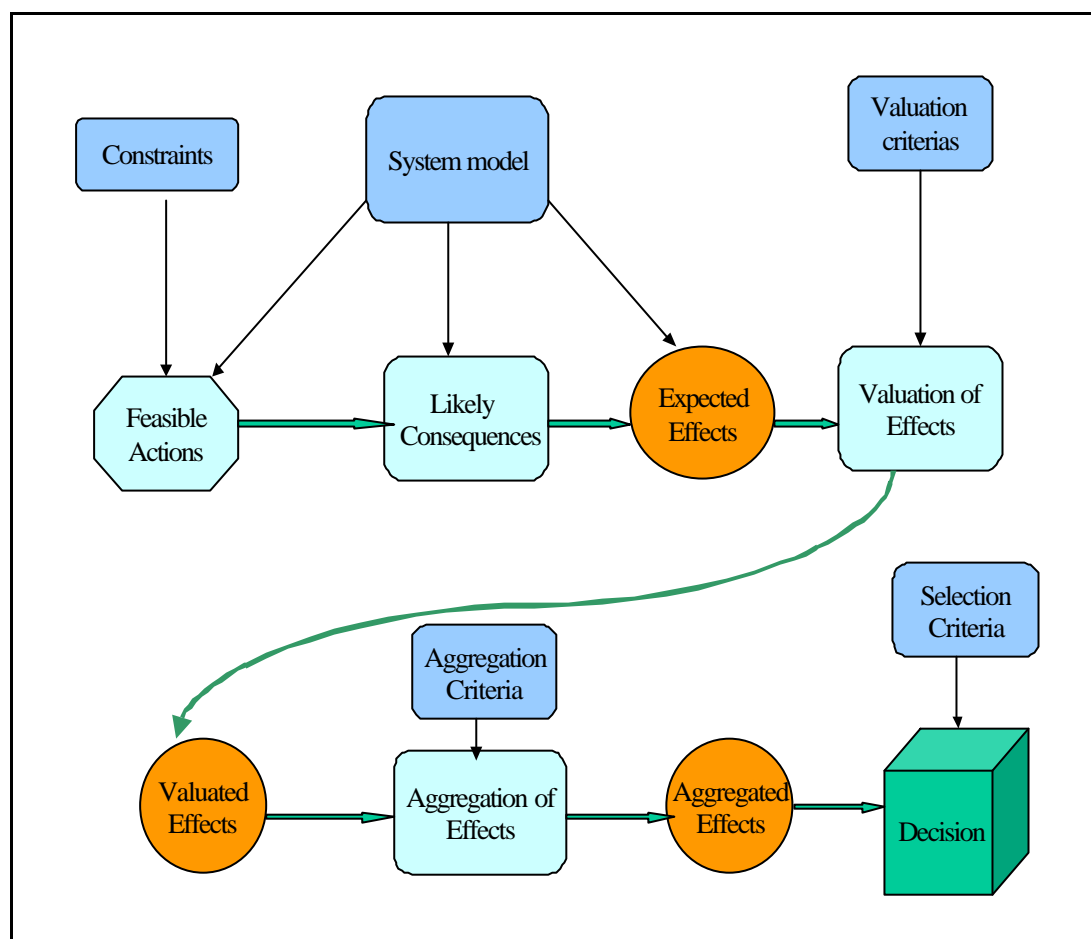 Constraints
System model
Valuation
criterias
Feasible
Actions
Likely
Consequences
Expected
Effects
Valuation of
Effects
Selection
Criteria
Aggregation
Criteria
Valuated
Effects
Aggregation of
Effects
Aggregated
Effects
Decision